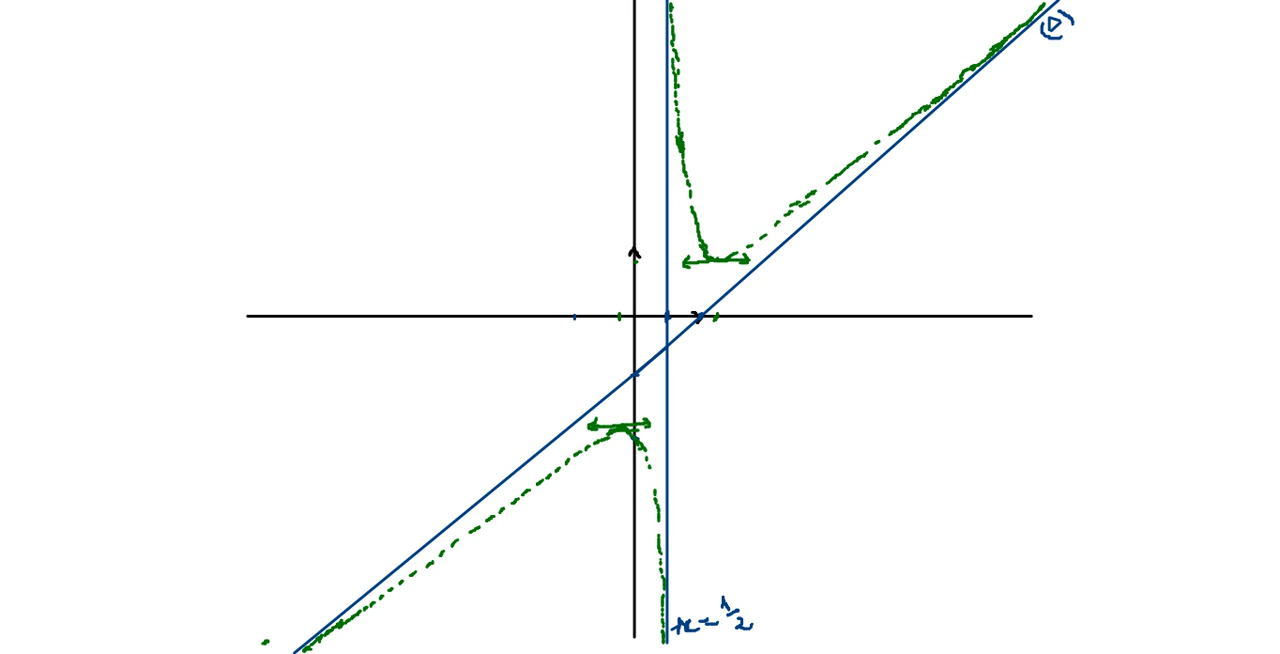 (Δ)
x = 1/2